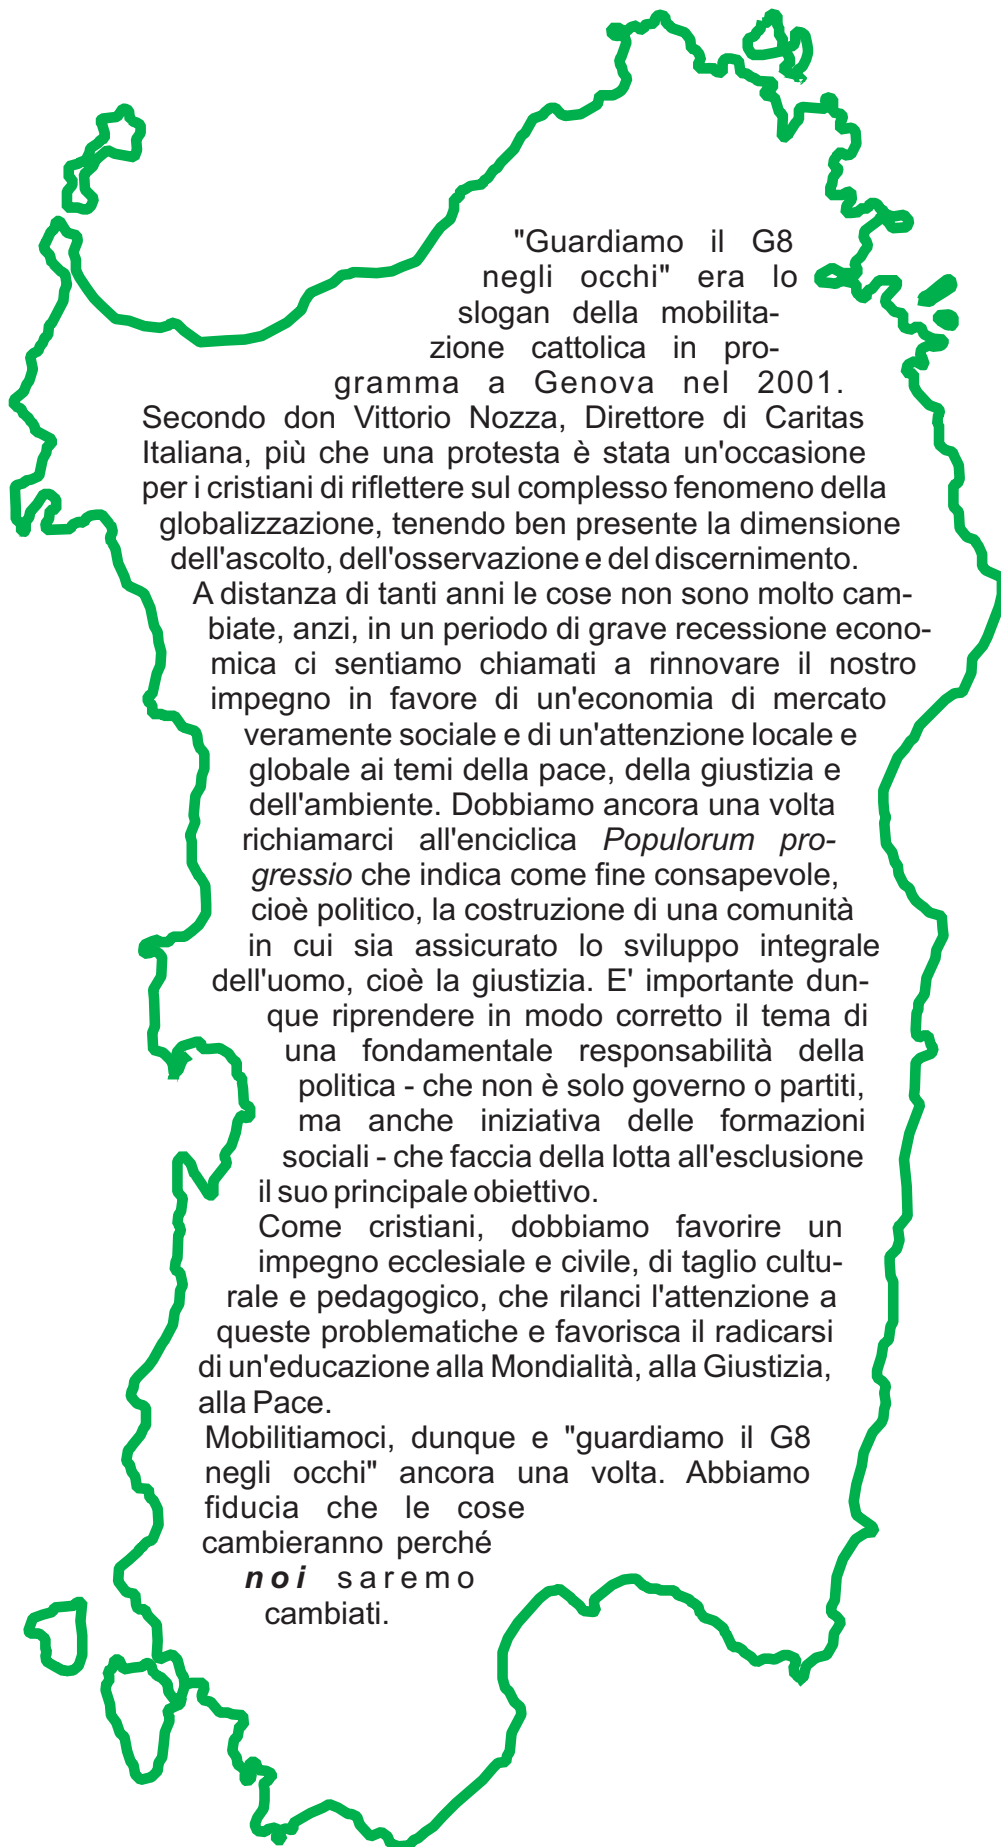 "Guardiamo il G8
negli occhi" era lo
slogan della mobilita-
zione cattolica in pro-
gramma a Genova nel 2001.
Secondo don Vittorio Nozza, Direttore di Caritas
Italiana, più che una protesta è stata un'occasione
per i cristiani di riflettere sul complesso fenomeno della
globalizzazione, tenendo ben presente la dimensione
dell'ascolto, dell'osservazione e del discernimento.
A distanza di tanti anni le cose non sono molto cam-
biate, anzi, in un periodo di grave recessione econo-
mica ci sentiamo chiamati a rinnovare il nostro
impegno in favore di un'economia di mercato
veramente sociale e di un'attenzione locale e
globale ai temi della pace, della giustizia e
dell'ambiente. Dobbiamo ancora una volta
richiamarci all'enciclica Populorum pro-
gressio che indica come fine consapevole,
cioè politico, la costruzione di una comunità
in cui sia assicurato lo sviluppo integrale
dell'uomo, cioè la giustizia. E' importante dun-
que riprendere in modo corretto il tema di
una fondamentale responsabilità della
politica - che non è solo governo o partiti,
ma anche iniziativa delle formazioni
sociali - che faccia della lotta all'esclusione
il suo principale obiettivo.
Come cristiani, dobbiamo favorire un
impegno ecclesiale e civile, di taglio cultu-
rale e pedagogico, che rilanci l'attenzione a
queste problematiche e favorisca il radicarsi
di un'educazione alla Mondialità, alla Giustizia,
alla Pace.
Mobilitiamoci, dunque e "guardiamo il G8
negli occhi" ancora una volta. Abbiamo
fiducia che le cose
cambieranno perché
noi saremo
cambiati.